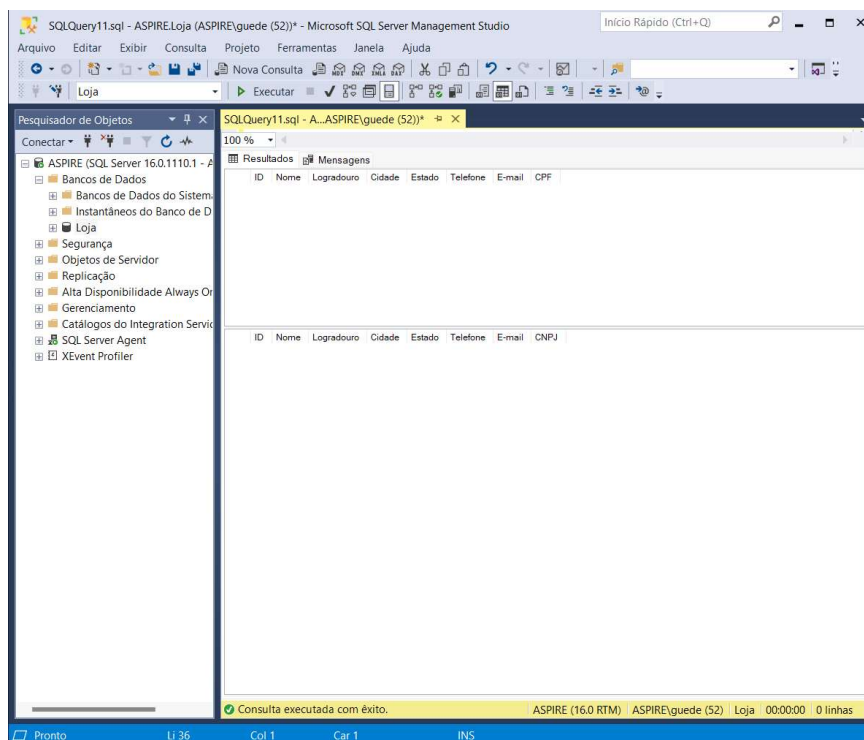 SQLQuery11.sql - ASPIRE.Loja (ASPIRE\guede (52))* - Microsoft SQL Server Management Studio
Início Rápido (Ctrl+Q)
Arquivo Editar Exibir Consulta Projeto Ferramentas Janela Ajuda
Nova Consulta
Loja Executar
Pesquisador de Objetos
SQLQuery11.sql - A...ASPIRE\guede (52))*
Conectar
100 %
Resultados Mensagens
ASPIRE (SQL Server 16.0.1110.1 - A
Bancos de Dados
Bancos de Dados do Sistem
Instantâneos do Banco de D
Loja
Segurança
Objetos de Servidor
Replicação
Alta Disponibilidade Always Or
Gerenciamento
Catálogos do Integration Servic
SQL Server Agent
XEvent Profiler
ID Nome Logradouro Cidade Estado Telefone E-mail CPF
ID Nome Logradouro Cidade Estado Telefone E-mail CNPJ
Consulta executada com êxito. ASPIRE (16.0 RTM) ASPIRE\guede (52) Loja 00:00:00 0 linhas
Pronto Li 36 Col 1 Car 1 INS